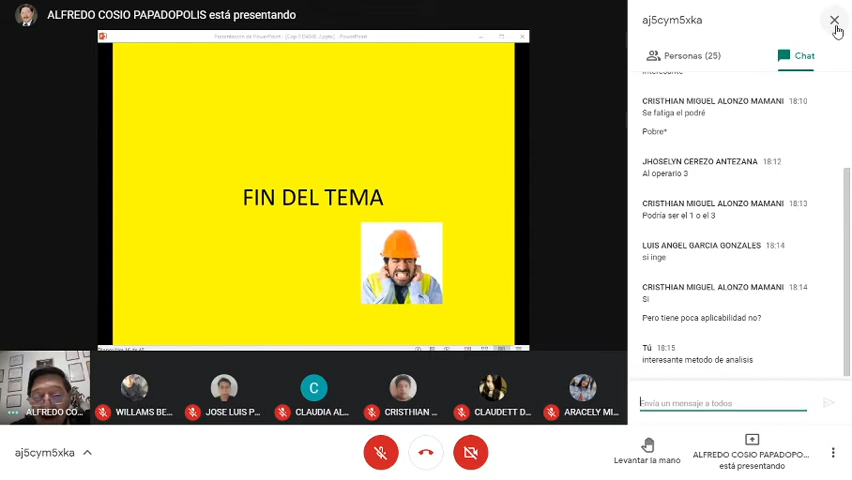 ALFREDO COSIO PAPADOPOLIS está presentando
FIN DEL TEMA
ALFREDO CO...
WILLAMS BE...
JOSE LUIS P...
C
CLAUDIA AL...
CRISTHIAN ...
CLAUDETT D...
ARACELY MI...
aj5cym5xka
Levantar la mano
ALFREDO COSIO PAPADOPO...
está presentando
aj5cym5xka
Personas (25)
Chat
CRISTHIAN MIGUEL ALONZO MAMANI 18:10
Se fatiga el podré
Pobre*
JHOSELYN CEREZO ANTEZANA 18:12
Al operario 3
CRISTHIAN MIGUEL ALONZO MAMANI 18:13
Podría ser el 1 o el 3
LUIS ANGEL GARCIA GONZALES 18:14
si inge
CRISTHIAN MIGUEL ALONZO MAMANI 18:14
Si
Pero tiene poca aplicabilidad no?
Tú 18:15
interesante metodo de analisis
Envía un mensaje a todos